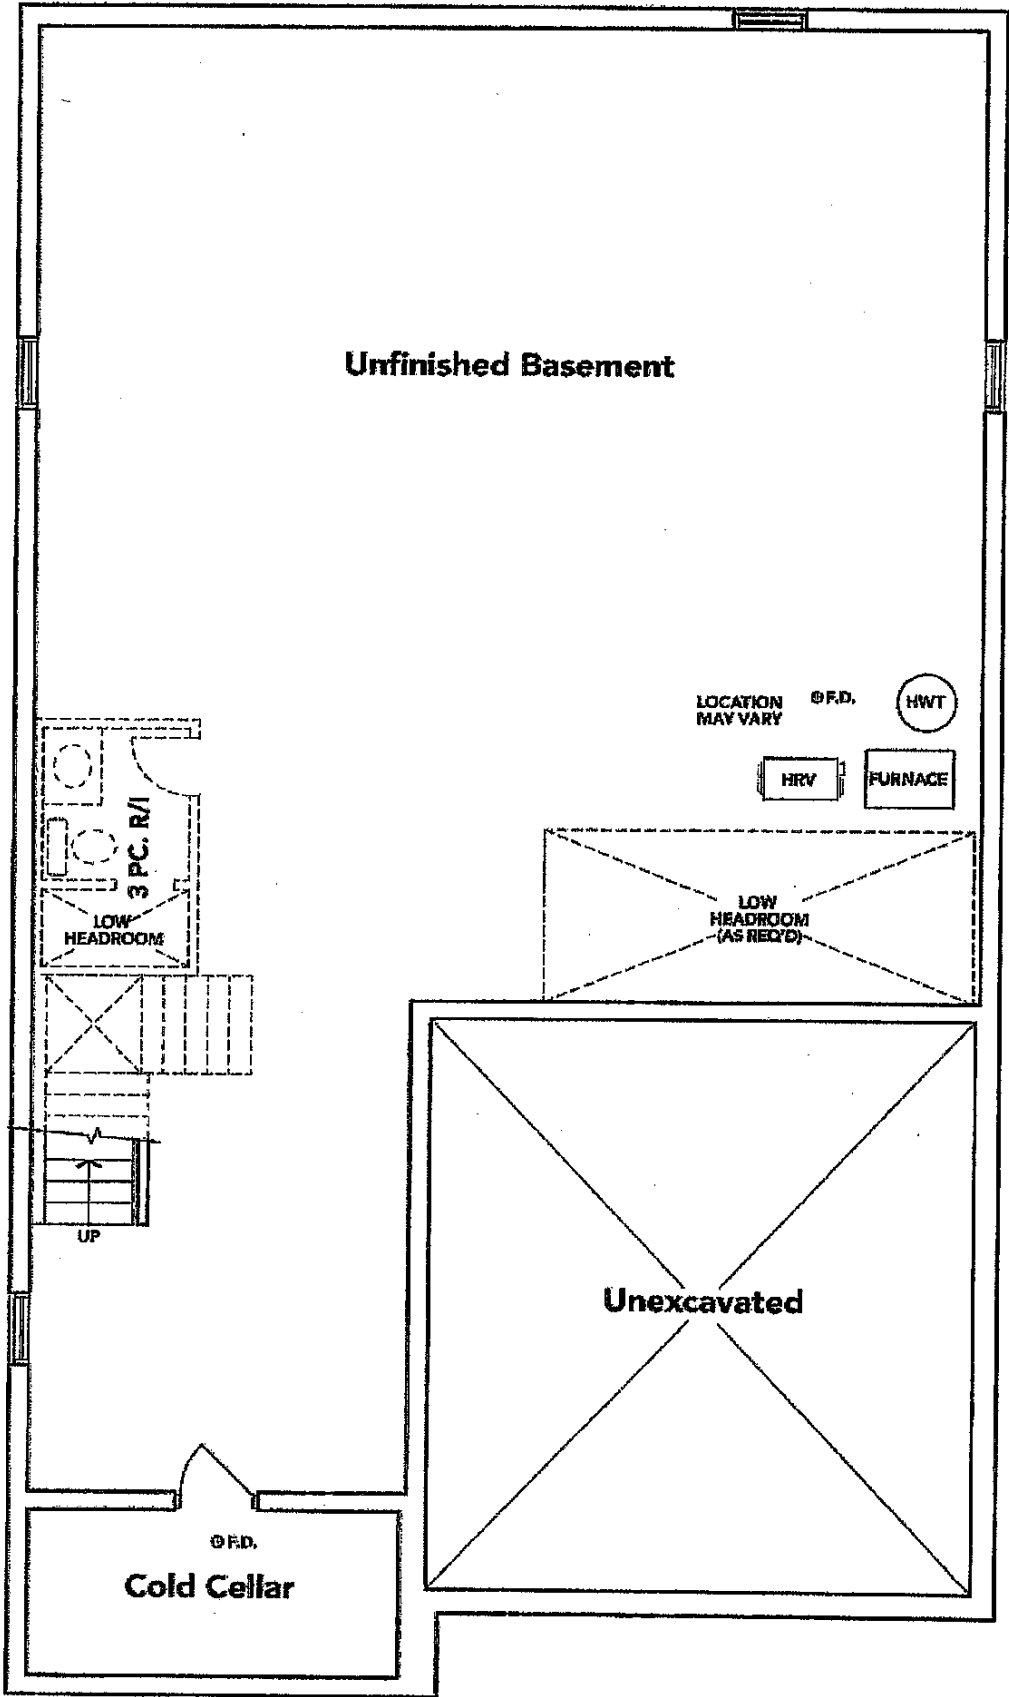 Unfinished Basement
LOCATION
MAY VARY
F.D.
HWT
HRV
FURNACE
3 PC. R/I
LOW
HEADROOM
LOW
HEADROOM
(AS REQ'D)
UP
Unexcavated
F.D.
Cold Cellar